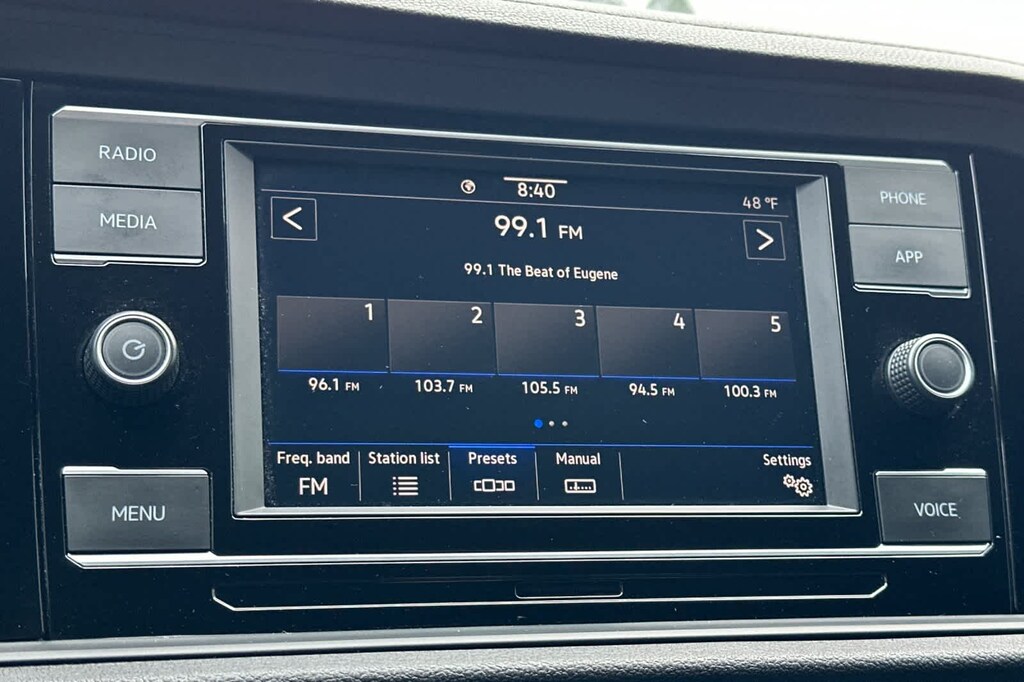 RADIO
MEDIA
MENU
8:40
48 °F
<
99.1 FM
>
99.1 The Beat of Eugene
1 2 3 4 5
96.1 FM 103.7 FM 105.5 FM 94.5 FM 100.3 FM
Freq. band Station list Presets Manual Settings
FM
PHONE
APP
VOICE